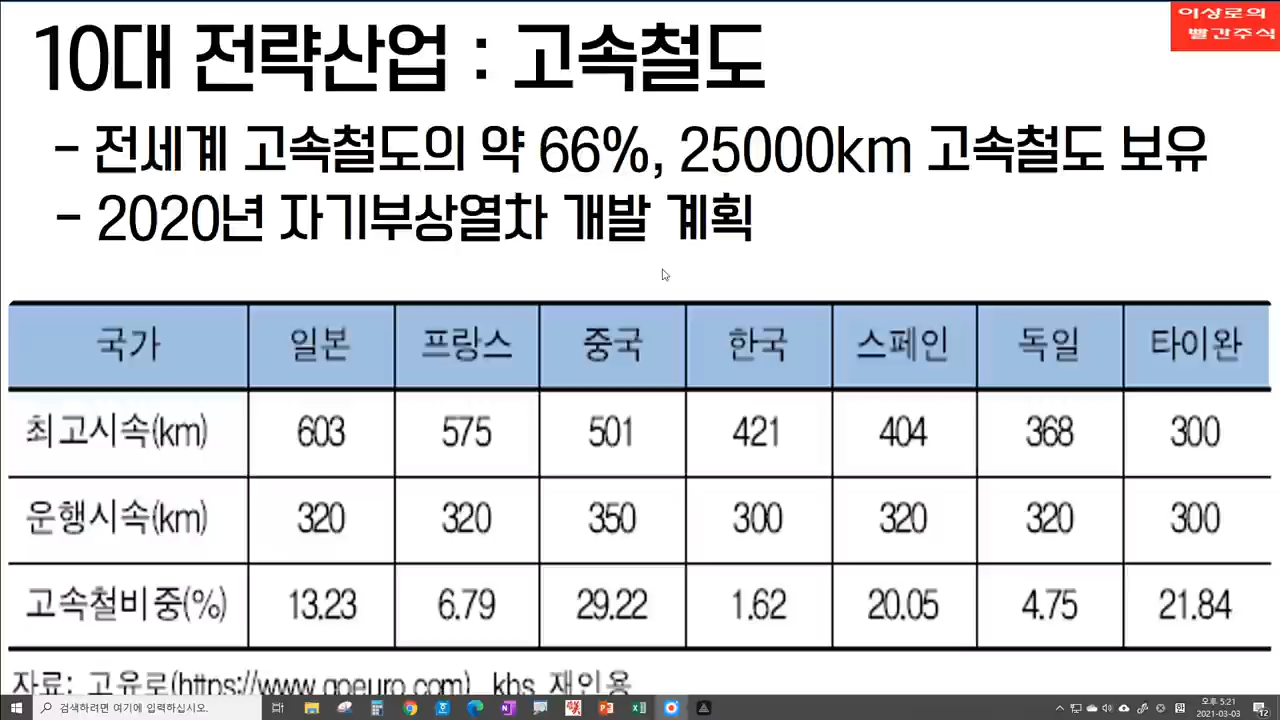 이상로의
빨간주식
10대 전략산업 : 고속철도
- 전세계 고속철도의 약 66%, 25000km 고속철도 보유
- 2020년 자기부상열차 개발 계획
국가 일본 프랑스 중국 한국 스페인 독일 타이완
최고시속(km) 603 575 501 421 404 368 300
운행시속(km) 320 320 350 300 320 320 300
고속철비중(%) 13.23 6.79 29.22 1.62 20.05 4.75 21.84
자료: 고유로(https://www.goeuro.com), kbs 재인용
검색하려면 여기에 입력하십시오.
오후 5:21
2021-03-03
12